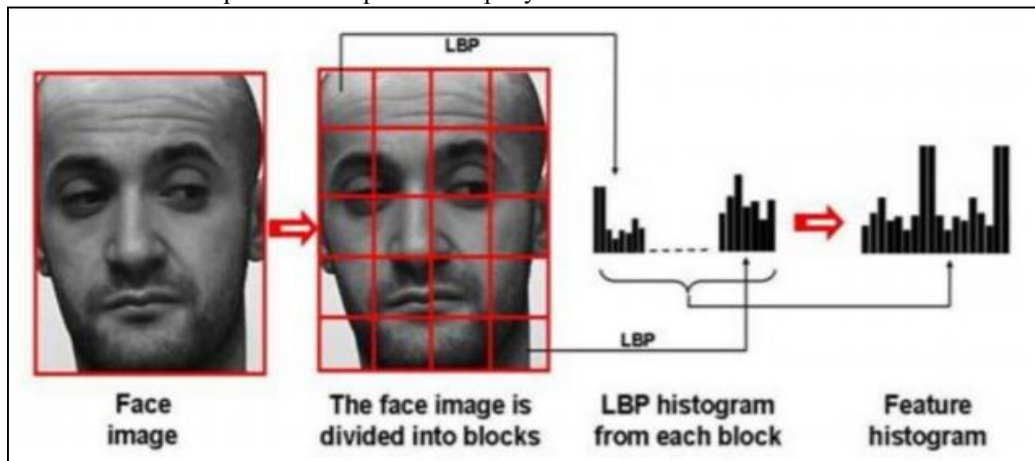 LBP
LBP
Face
image
The face image is
divided into blocks
LBP histogram
from each block
Feature
histogram